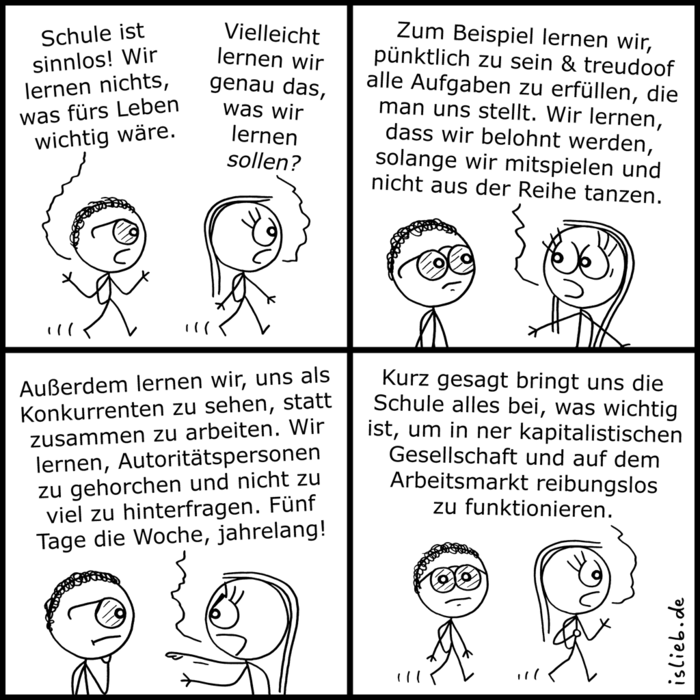 Schule ist
sinnlos! Wir
lernen nichts,
was fürs Leben
wichtig wäre.
Vielleicht
lernen wir
genau das,
was wir
lernen
sollen?
Zum Beispiel lernen wir,
pünktlich zu sein & treudoof
alle Aufgaben zu erfüllen, die
man uns stellt. Wir lernen,
dass wir belohnt werden,
solange wir mitspielen und
nicht aus der Reihe tanzen.
Außerdem lernen wir, uns als
Konkurrenten zu sehen, statt
zusammen zu arbeiten. Wir
lernen, Autoritätspersonen
zu gehorchen und nicht zu
viel zu hinterfragen. Fünf
Tage die Woche, jahrelang!
Kurz gesagt bringt uns die
Schule alles bei, was wichtig
ist, um in ner kapitalistischen
Gesellschaft und auf dem
Arbeitsmarkt reibungslos
zu funktionieren.
islieb.de